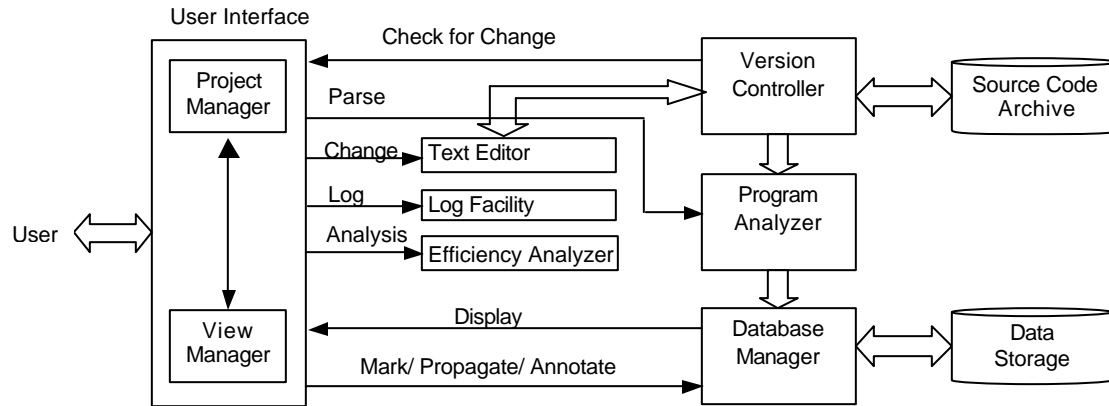 User Interface
Check for Change
Project
Manager
Version
Controller
Source Code
Archive
Parse
Change
Text Editor
Log
Log Facility
Program
Analyzer
User
Analysis
Efficiency Analyzer
View
Manager
Display
Database
Manager
Data
Storage
Mark/ Propagate/ Annotate